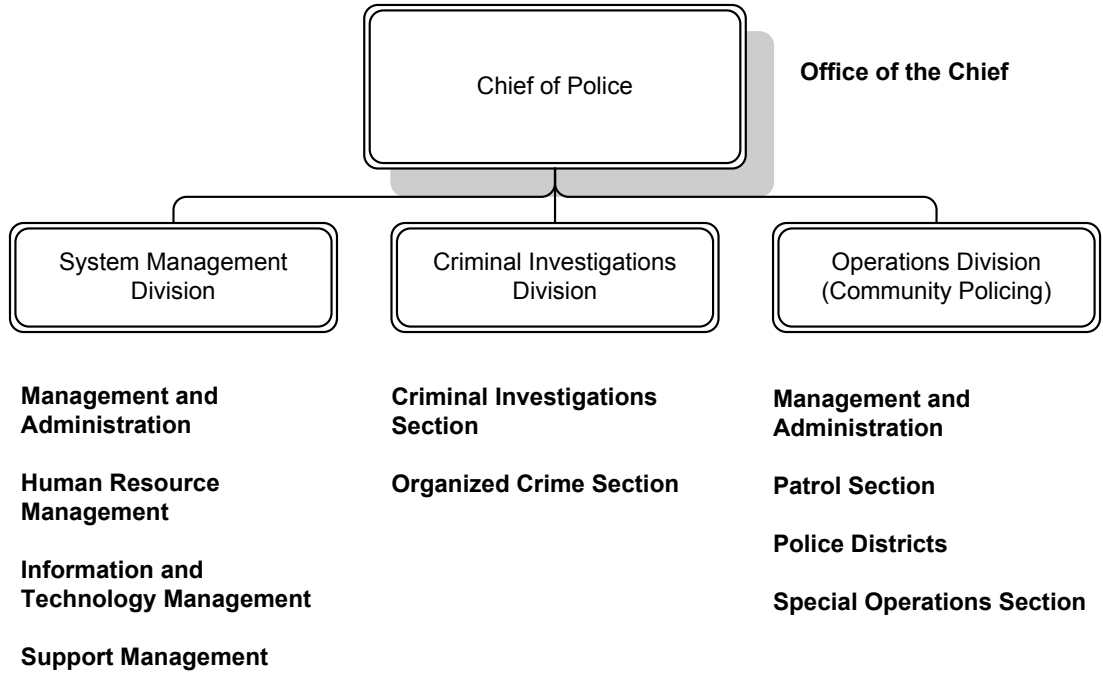 Chief of Police
Office of the Chief
System Management
Division
Criminal Investigations
Division
Operations Division
(Community Policing)
Management and
Administration
Human Resource
Management
Information and
Technology Management
Support Management
Criminal Investigations
Section
Organized Crime Section
Management and
Administration
Patrol Section
Police Districts
Special Operations Section